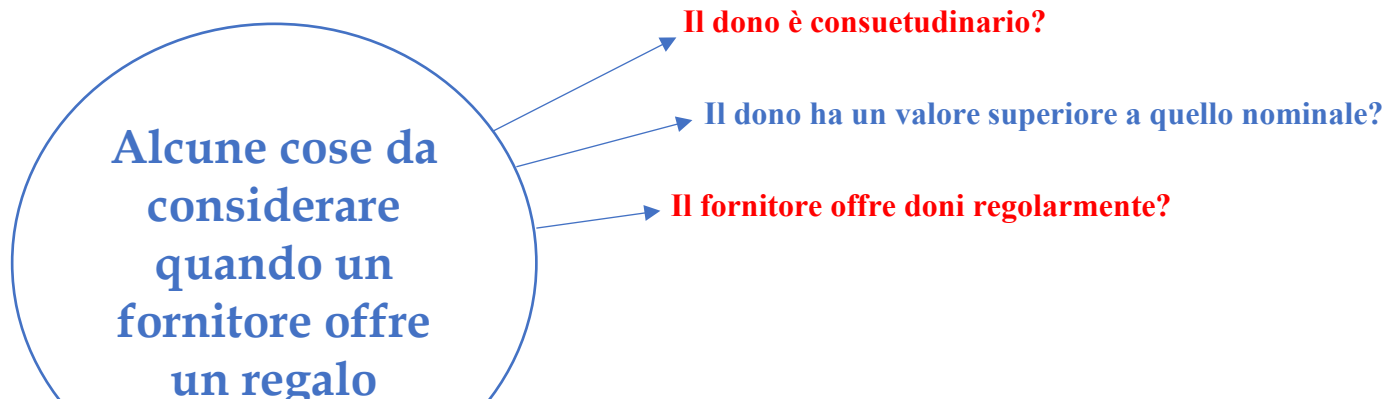 Il dono è consuetudinario?
Il dono ha un valore superiore a quello nominale?
Il fornitore offre doni regolarmente?
Alcune cose da
considerare
quando un
fornitore offre
un regalo